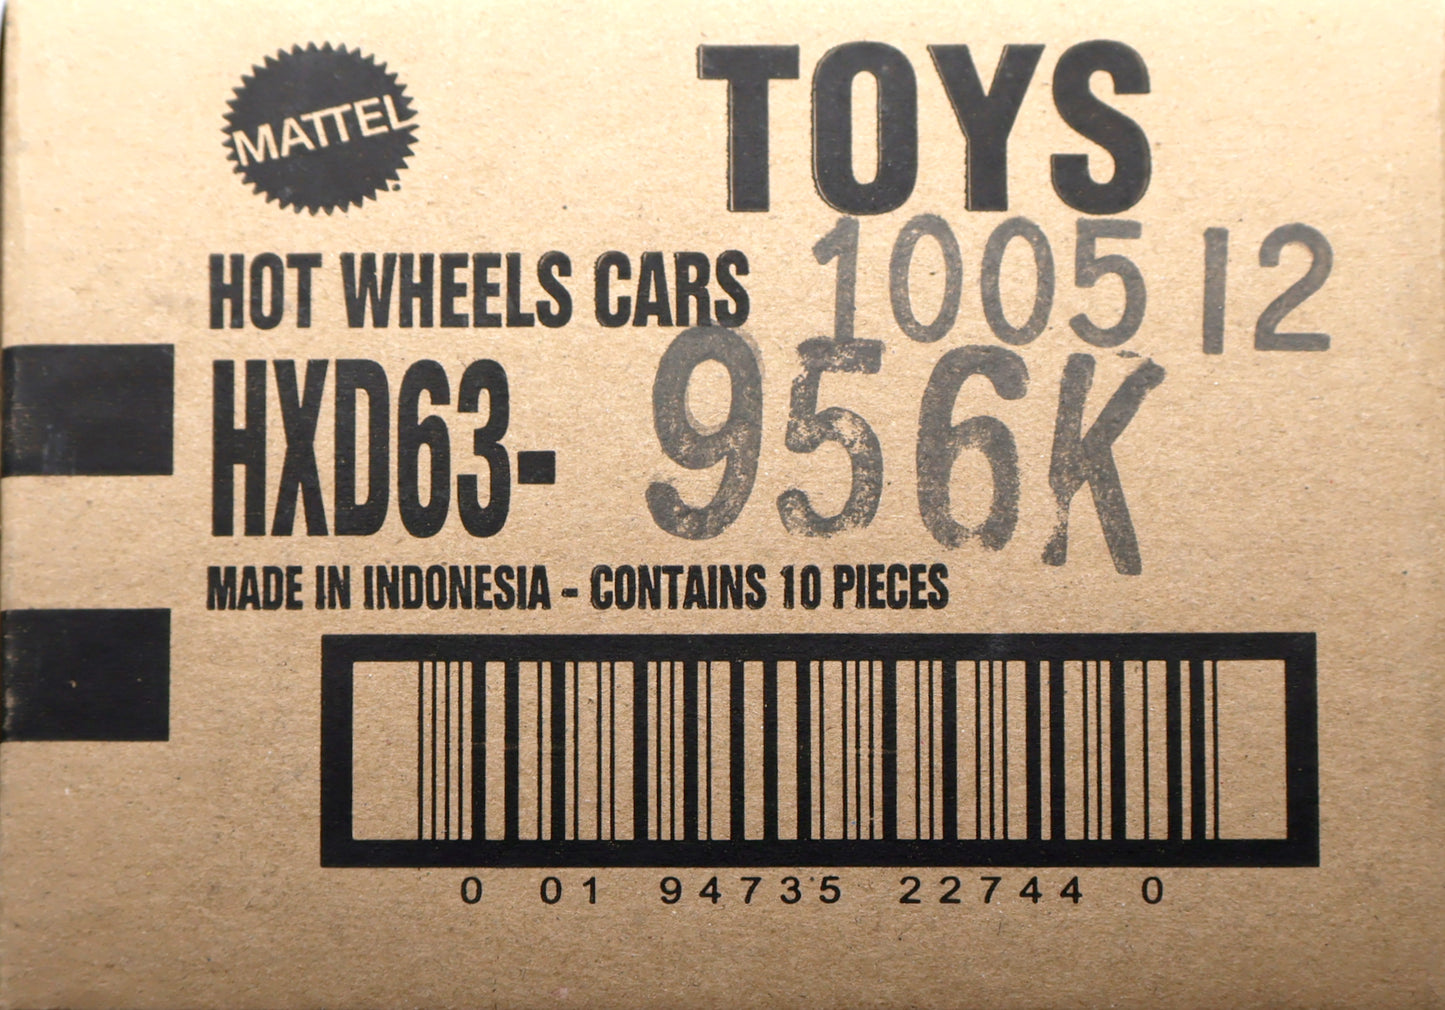 MATTEL
TOYS
HOT WHEELS CARS 100512
HXD63-956K
MADE IN INDONESIA - CONTAINS 10 PIECES
0 01 94735 22744 0